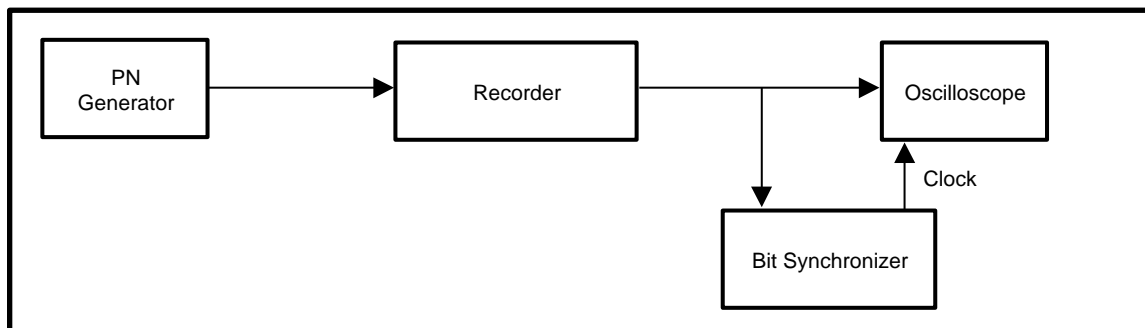 PN
Generator
Recorder
Oscilloscope
Clock
Bit Synchronizer